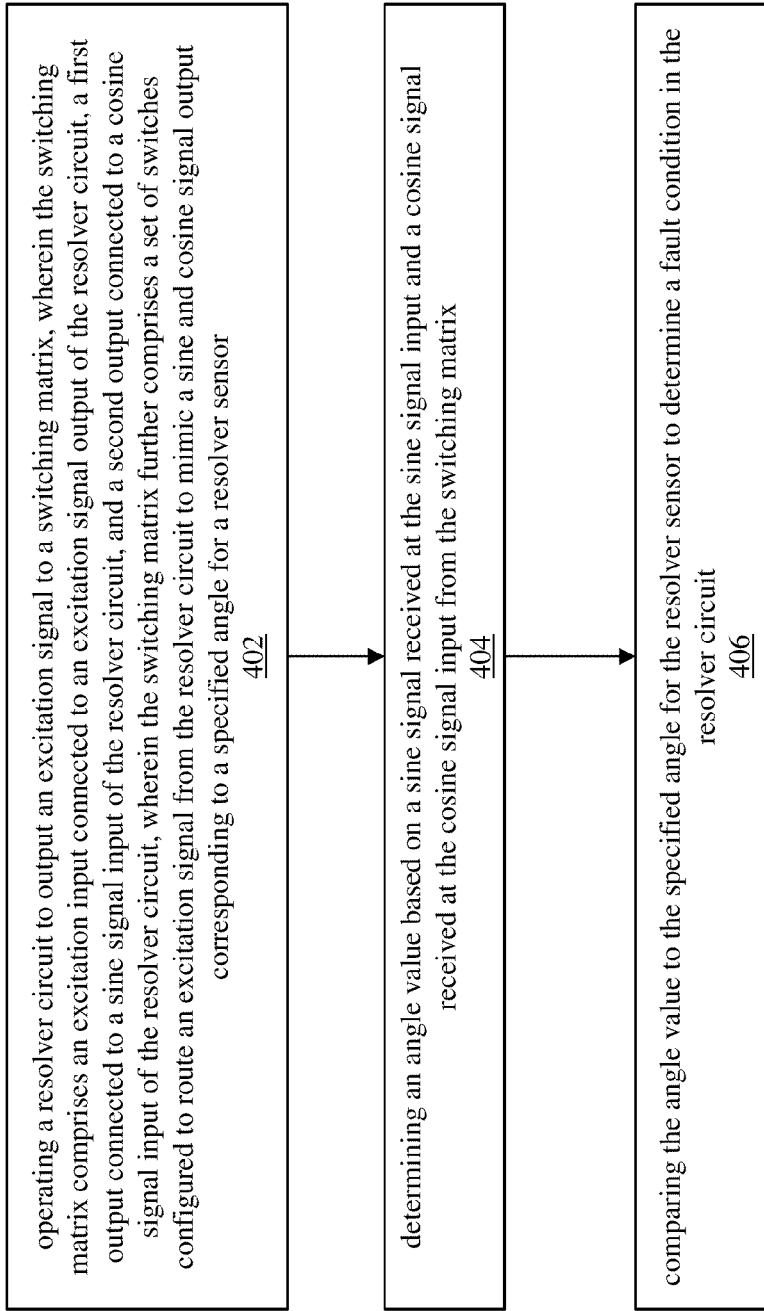 operating a resolver circuit to output an excitation signal to a switching matrix, wherein the switching
matrix comprises an excitation input connected to an excitation signal output of the resolver circuit, a first
output connected to a sine signal input of the resolver circuit, and a second output connected to a cosine
signal input of the resolver circuit, wherein the switching matrix further comprises a set of switches
configured to route an excitation signal from the resolver circuit to mimic a sine and cosine signal output
corresponding to a specified angle for a resolver sensor
402
determining an angle value based on a sine signal received at the sine signal input and a cosine signal
received at the cosine signal input from the switching matrix
404
comparing the angle value to the specified angle for the resolver sensor to determine a fault condition in the
resolver circuit
406